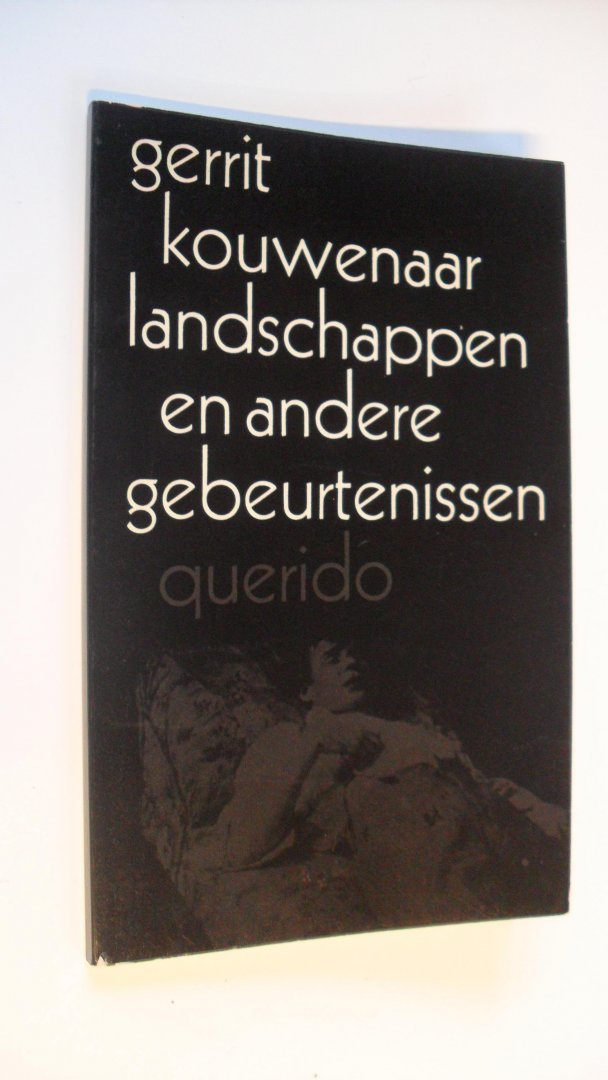 gerrit
kouwenaar
landschappen
en andere
gebeurtenissen
querido